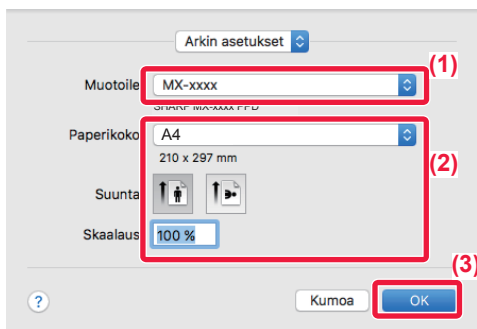 Arkin asetukset
(1)
Muotoile MX-xxxx
SHARP MX-xxxx PPD
Paperikoko A4
210 x 297 mm
(2)
Suunta
Skaalaus 100 %
(3)
? Kumoa OK